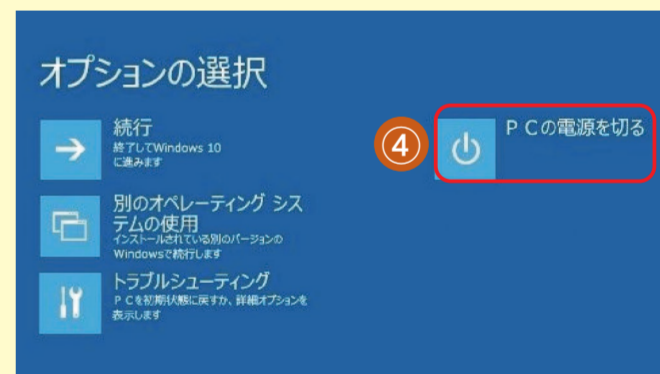 オプションの選択
続行
終了してWindows 10
に進みます
別のオペレーティング シス
テムの使用
インストールされている別のバージョンの
Windowsで続行します
トラブルシューティング
ＰＣを初期状態に戻すか、詳細オプションを
表示します
④
ＰＣの電源を切る